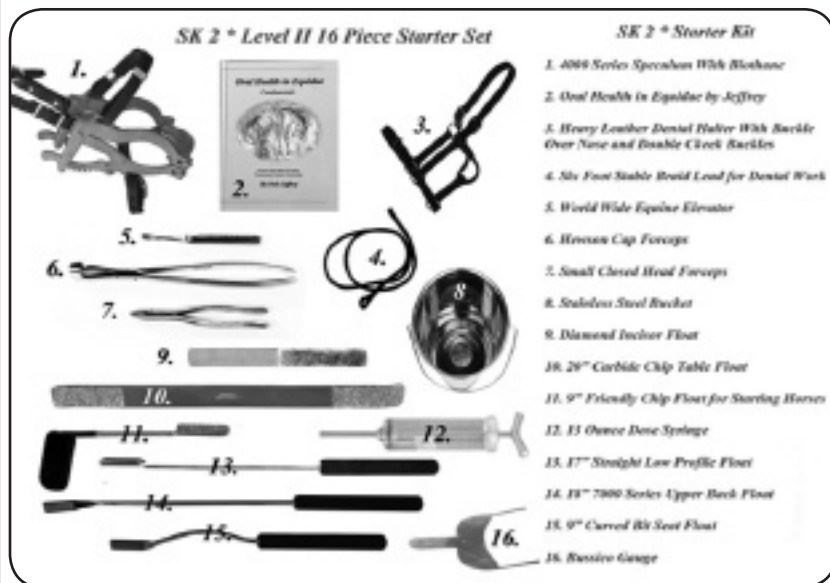 SK 2 * Level II 16 Piece Starter Set
SK 2 * Starter Kit
1. 4000 Series Speculum With Biothane
2. Oral Health in Equidae by Jeffrey
3. Heavy Leather Dental Halter With Buckle
Over Nose and Double Cheek Buckles
4. Six Foot Stable Braid Lead for Dental Work
5. World Wide Equine Elevator
6. Hewson Cap Forceps
7. Small Closed Head Forceps
8. Stainless Steel Bucket
9. Diamond Incisor Float
10. 20" Carbide Chip Table Float
11. 9" Friendly Chip Float for Starting Horses
12. 15 Ounce Dose Syringe
13. 17" Straight Low Profile Float
14. 18" 7000 Series Upper Back Float
15. 9" Curved Bit Seat Float
16. Gauge
1.
Oral Health in Equidae
2.
3.
4.
5.
6.
7.
8
9.
10.
11.
12.
13.
14.
15.
16.